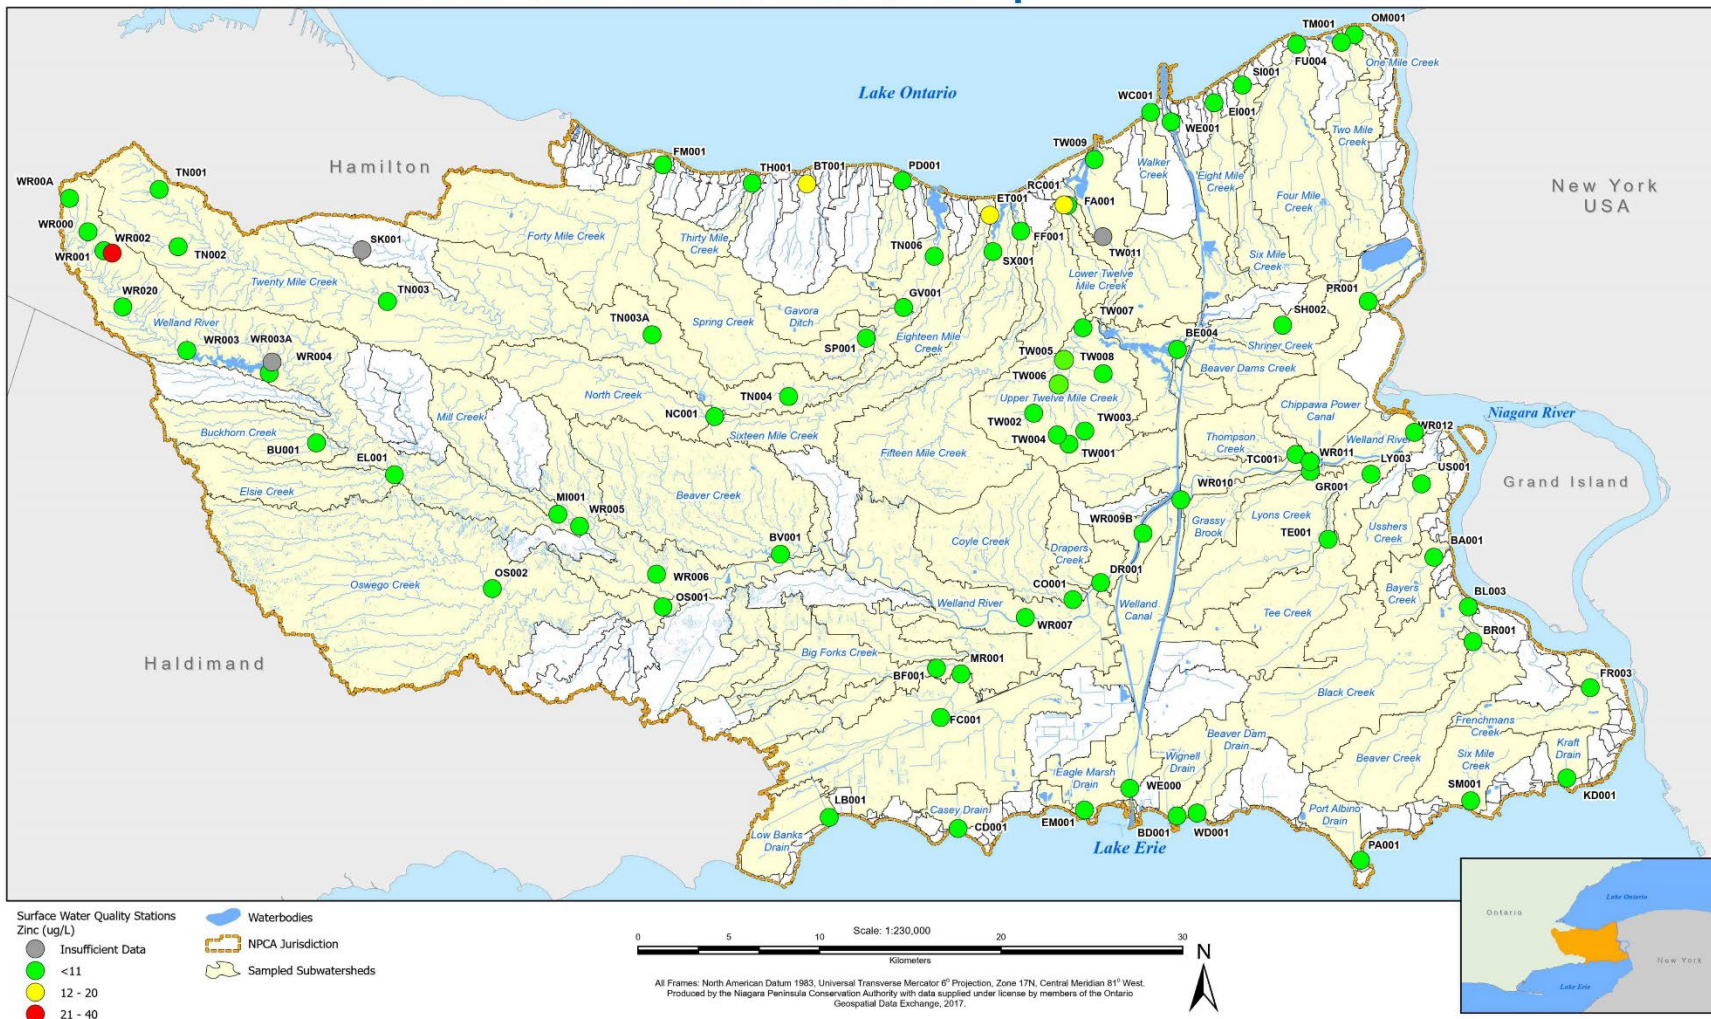 TM001
OM001
FU004
One Mile Creek
SI001
Lake Ontario
WC001
EI001
WE001
Two Mile
Creek
TW009
Walker
Creek
Hamilton
FM001
TH001
BT001
PD001
Eight Mile
Creek
New York
USA
WR00A
TN001
RC001
FA001
ET001
Four Mile
Creek
WR000
WR002
SK001
Forty Mile Creek
Thirty Mile
Creek
FF001
TW011
WR001
TN002
TN006
SX001
Lower Twelve
Mile Creek
Six Mile
Creek
Twenty Mile Creek
TN003
GV001
PR001
WR020
Welland
River
TN003A
Spring Creek
Gavora
Ditch
TW007
SH002
WR003
WR003A
WR004
SP001
Eighteen Mile
Creek
BE004
Shriner Creek
TW005
TW008
Beaver Dams Creek
TW006
Upper Twelve Mile Creek
North Creek
TN004
Mill Creek
NC001
TW002
TW003
Chippawa Power
Canal
Niagara River
Buckhorn Creek
BU001
Sixteen Mile Creek
TW004
TW001
Thompson
Creek
Welland River
WR012
Fifteen Mile Creek
TC001
WR011
LY003
US001
EL001
GR001
Grand Island
Elsie Creek
MI001
Beaver Creek
WR010
WR005
WR009B
Grassy
Brook
Lyons Creek
Usshers
Creek
TE001
BV001
Coyle Creek
Drapers
Creek
BA001
Oswego Creek
OS002
WR006
CO001
DR001
Bayers
Creek
OS001
Welland River
WR007
Welland
Canal
Tee Creek
BL003
BR001
Haldimand
Big Forks Creek
BF001
MR001
FR003
Black Creek
FC001
Frenchmans
Creek
Beaver Dam
Drain
Wignell
Drain
Beaver Creek
Six Mile
Creek
Kraft
Drain
Eagle Marsh
Drain
WE000
SM001
KD001
LB001
Casey Drain
Port Albino
Drain
Low Banks
Drain
CD001
EM001
BD001
WD001
Lake Erie
PA001
Surface Water Quality Stations
Zinc (ug/L)
Insufficient Data
<11
12 - 20
21 - 40
Waterbodies
NPCA Jurisdiction
Sampled Subwatersheds
Scale: 1:230,000
0 5 10 20 30
Kilometers
N
All Frames: North American Datum 1983, Universal Transverse Mercator 6⁰ Projection, Zone 17N, Central Meridian 81⁰ West.
Produced by the Niagara Peninsula Conservation Authority with data supplied under license by members of the Ontario
Geospatial Data Exchange, 2017.
Lake Ontario
Ontario
New York
Lake Erie